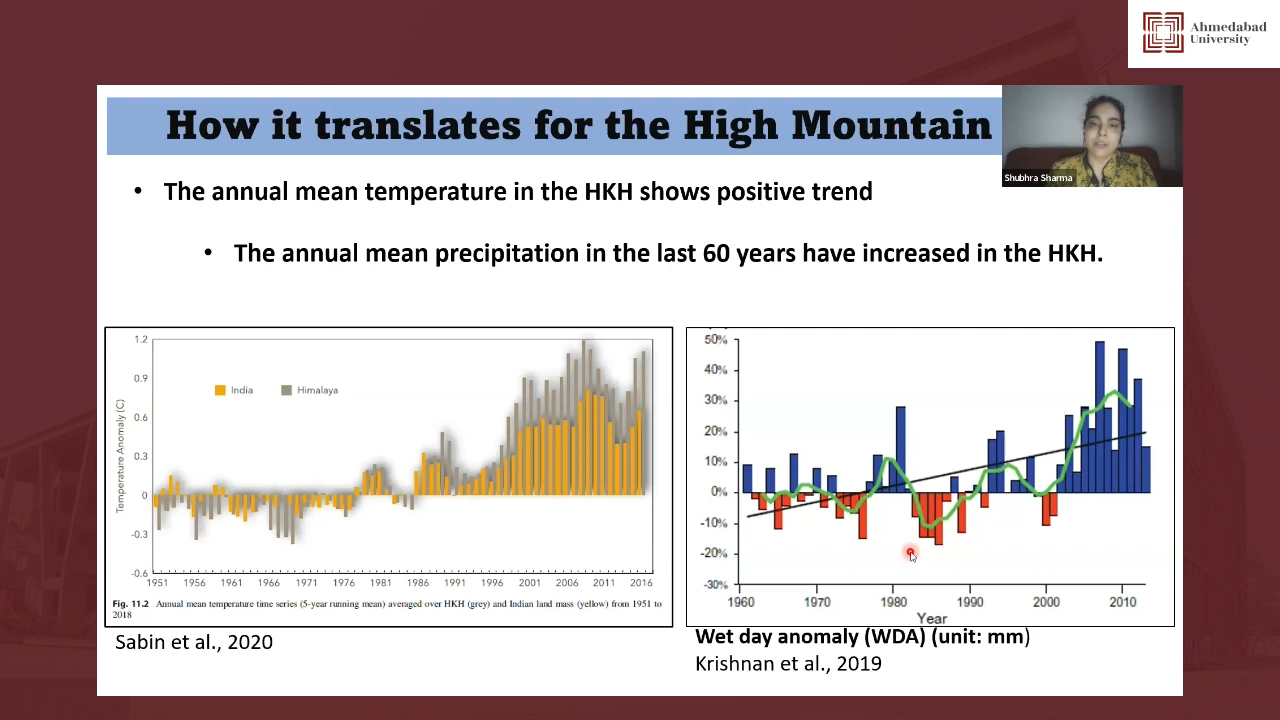 Ahmedabad
University
How it translates for the High Mountain
Shubhra Sharma
• The annual mean temperature in the HKH shows positive trend
• The annual mean precipitation in the last 60 years have increased in the HKH.
1.2
0.9
0.6
0.3
0
-0.3
-0.6
Temperature Anomaly (C)
India
Himalaya
1951 1956 1961 1966 1971 1976 1981 1986 1991 1996 2001 2006 2011 2016
Fig. 11.2 Annual mean temperature time series (5-year running mean) averaged over HKH (grey) and Indian land mass (yellow) from 1951 to
2018
Sabin et al., 2020
50%
40%
30%
20%
10%
0%
-10%
-20%
-30%
1960 1970 1980 1990 2000 2010
Year
Wet day anomaly (WDA) (unit: mm)
Krishnan et al., 2019